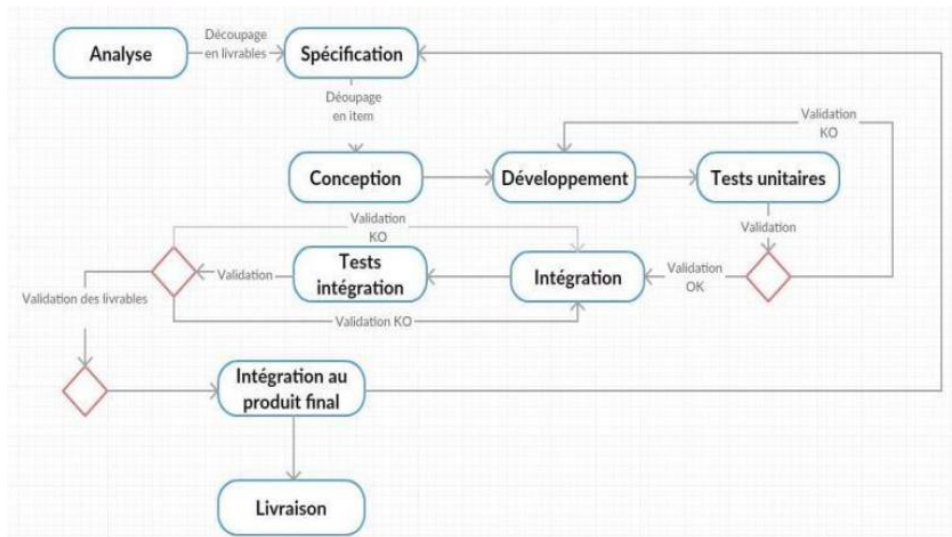 Analyse
Découpage
en livrables
Spécification
Déoupage
en item
Validation
KO
Conception
Développement
Tests unitaires
Validation
KO
Validation
Tests
intégration
Validation
Intégration
Validation
OK
Validation des livrables
Validation KO
Intégration au
produit final
Livraison